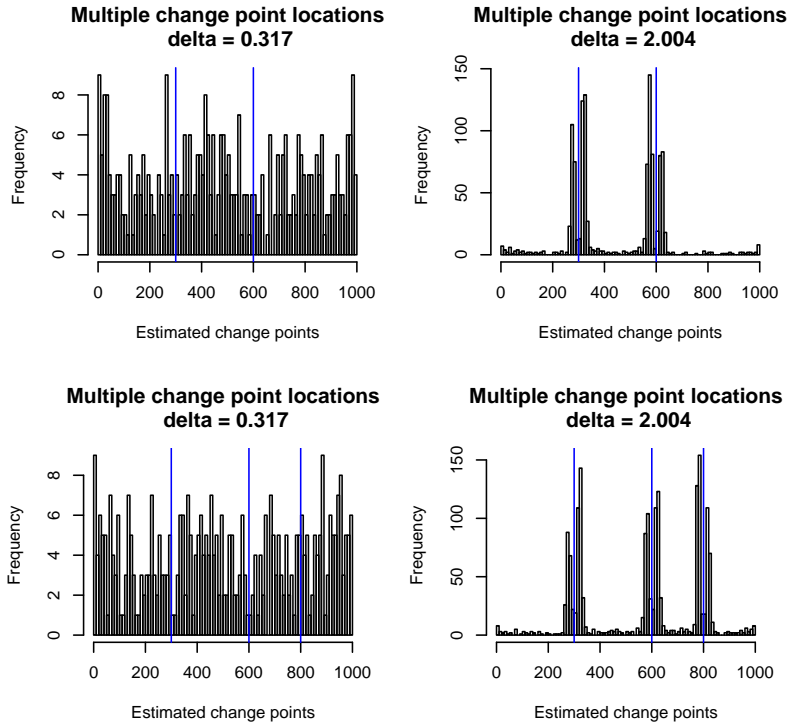 Multiple change point locations
delta = 0.317
Frequency
0
2
4
6
8
0 200 400 600 800 1000
Estimated change points
Multiple change point locations
delta = 2.004
Frequency
0
50
100
150
0 200 400 600 800 1000
Estimated change points
Multiple change point locations
delta = 0.317
Frequency
0
2
4
6
8
0 200 400 600 800 1000
Estimated change points
Multiple change point locations
delta = 2.004
Frequency
0
50
100
150
0 200 400 600 800 1000
Estimated change points